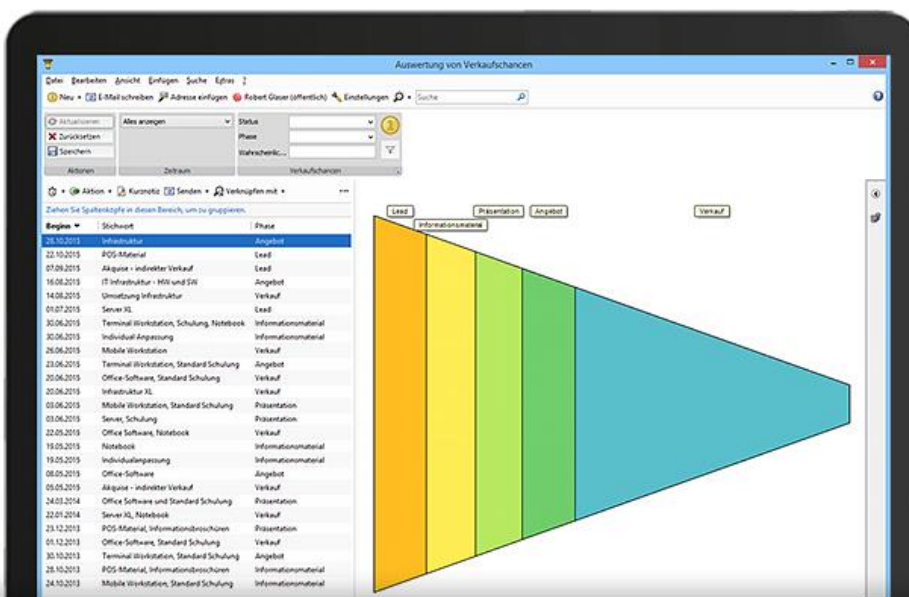 Auswertung von Verkaufschancen
Datei Bearbeiten Ansicht Einfügen Suche Extras ?
Neu E-Mail schreiben Adresse einfügen Robert Glaser (öffentlich) Einstellungen Suche
Aktualisieren Alles anzeigen Status
Zurücksetzen Phase
Speichern Wahrscheinlic...
Aktionen Zeitraum Verkaufschancen
Aktion Kurznotiz Senden Verknüpfen mit
Ziehen Sie Spaltenköpfe in diesen Bereich, um zu gruppieren.
Beginn Stichwort Phase
28.10.2015 Infrastruktur Angebot
22.10.2015 POS-Material Lead
07.09.2015 Akquise - indirekter Verkauf Lead
16.08.2015 IT Infrastruktur - HW und SW Angebot
14.08.2015 Umsetzung Infrastruktur Verkauf
01.07.2015 Server XL Lead
30.06.2015 Terminal Workstation, Schulung, Notebook Informationsmaterial
30.06.2015 Individual Anpassung Informationsmaterial
26.06.2015 Mobile Workstation Verkauf
23.06.2015 Terminal Workstation, Standard Schulung Angebot
20.06.2015 Office-Software, Standard Schulung Verkauf
20.06.2015 Infrastruktur XL Verkauf
03.06.2015 Mobile Workstation, Standard Schulung Präsentation
03.06.2015 Server, Schulung Präsentation
22.05.2015 Office Software, Notebook Verkauf
19.05.2015 Notebook Informationsmaterial
19.05.2015 Individualanpassung Informationsmaterial
08.05.2015 Office-Software Angebot
05.05.2015 Akquise - indirekter Verkauf Verkauf
24.03.2014 Office Software und Standard Schulung Präsentation
22.01.2014 Server XL, Notebook Verkauf
23.12.2013 POS-Material, Informationsbroschüren Präsentation
01.12.2013 Office-Software, Standard Schulung Verkauf
30.10.2013 Terminal Workstation, Standard Schulung Angebot
28.10.2013 POS-Material, Informationsbroschüren Informationsmaterial
24.10.2013 Mobile Workstation, Standard Schulung Informationsmaterial
Lead Präsentation Angebot Verkauf
Informationsmaterial